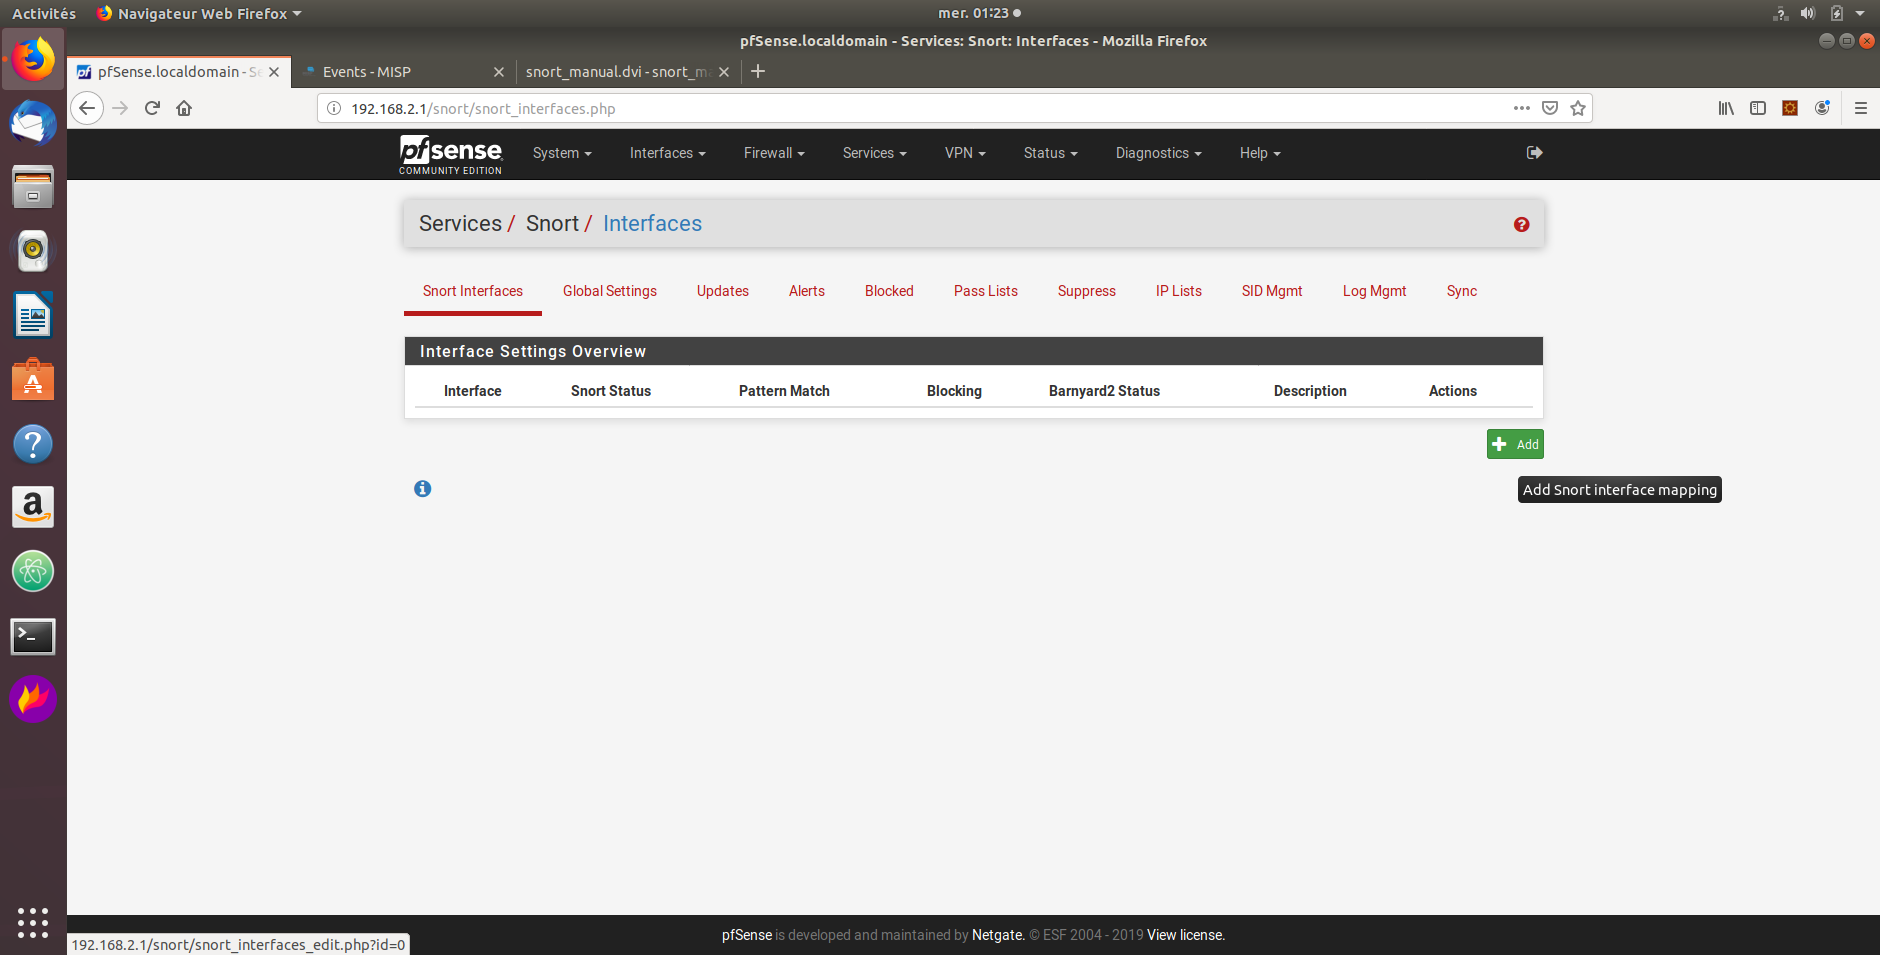 Activités Navigateur Web Firefox mer. 01:23
pfSense.localdomain - Services: Snort: Interfaces - Mozilla Firefox
pfSense.localdomain - Se Events - MISP snort_manual.dvi - snort_ma
192.168.2.1/snort/snort_interfaces.php
pfsense System Interfaces Firewall Services VPN Status Diagnostics Help
COMMUNITY EDITION
Services / Snort / Interfaces
Snort Interfaces Global Settings Updates Alerts Blocked Pass Lists Suppress IP Lists SID Mgmt Log Mgmt Sync
Interface Settings Overview
Interface Snort Status Pattern Match Blocking Barnyard2 Status Description Actions
Add
Add Snort interface mapping
192.168.2.1/snort/snort_interfaces_edit.php?id=0
pfSense is developed and maintained by Netgate. © ESF 2004 - 2019 View license.